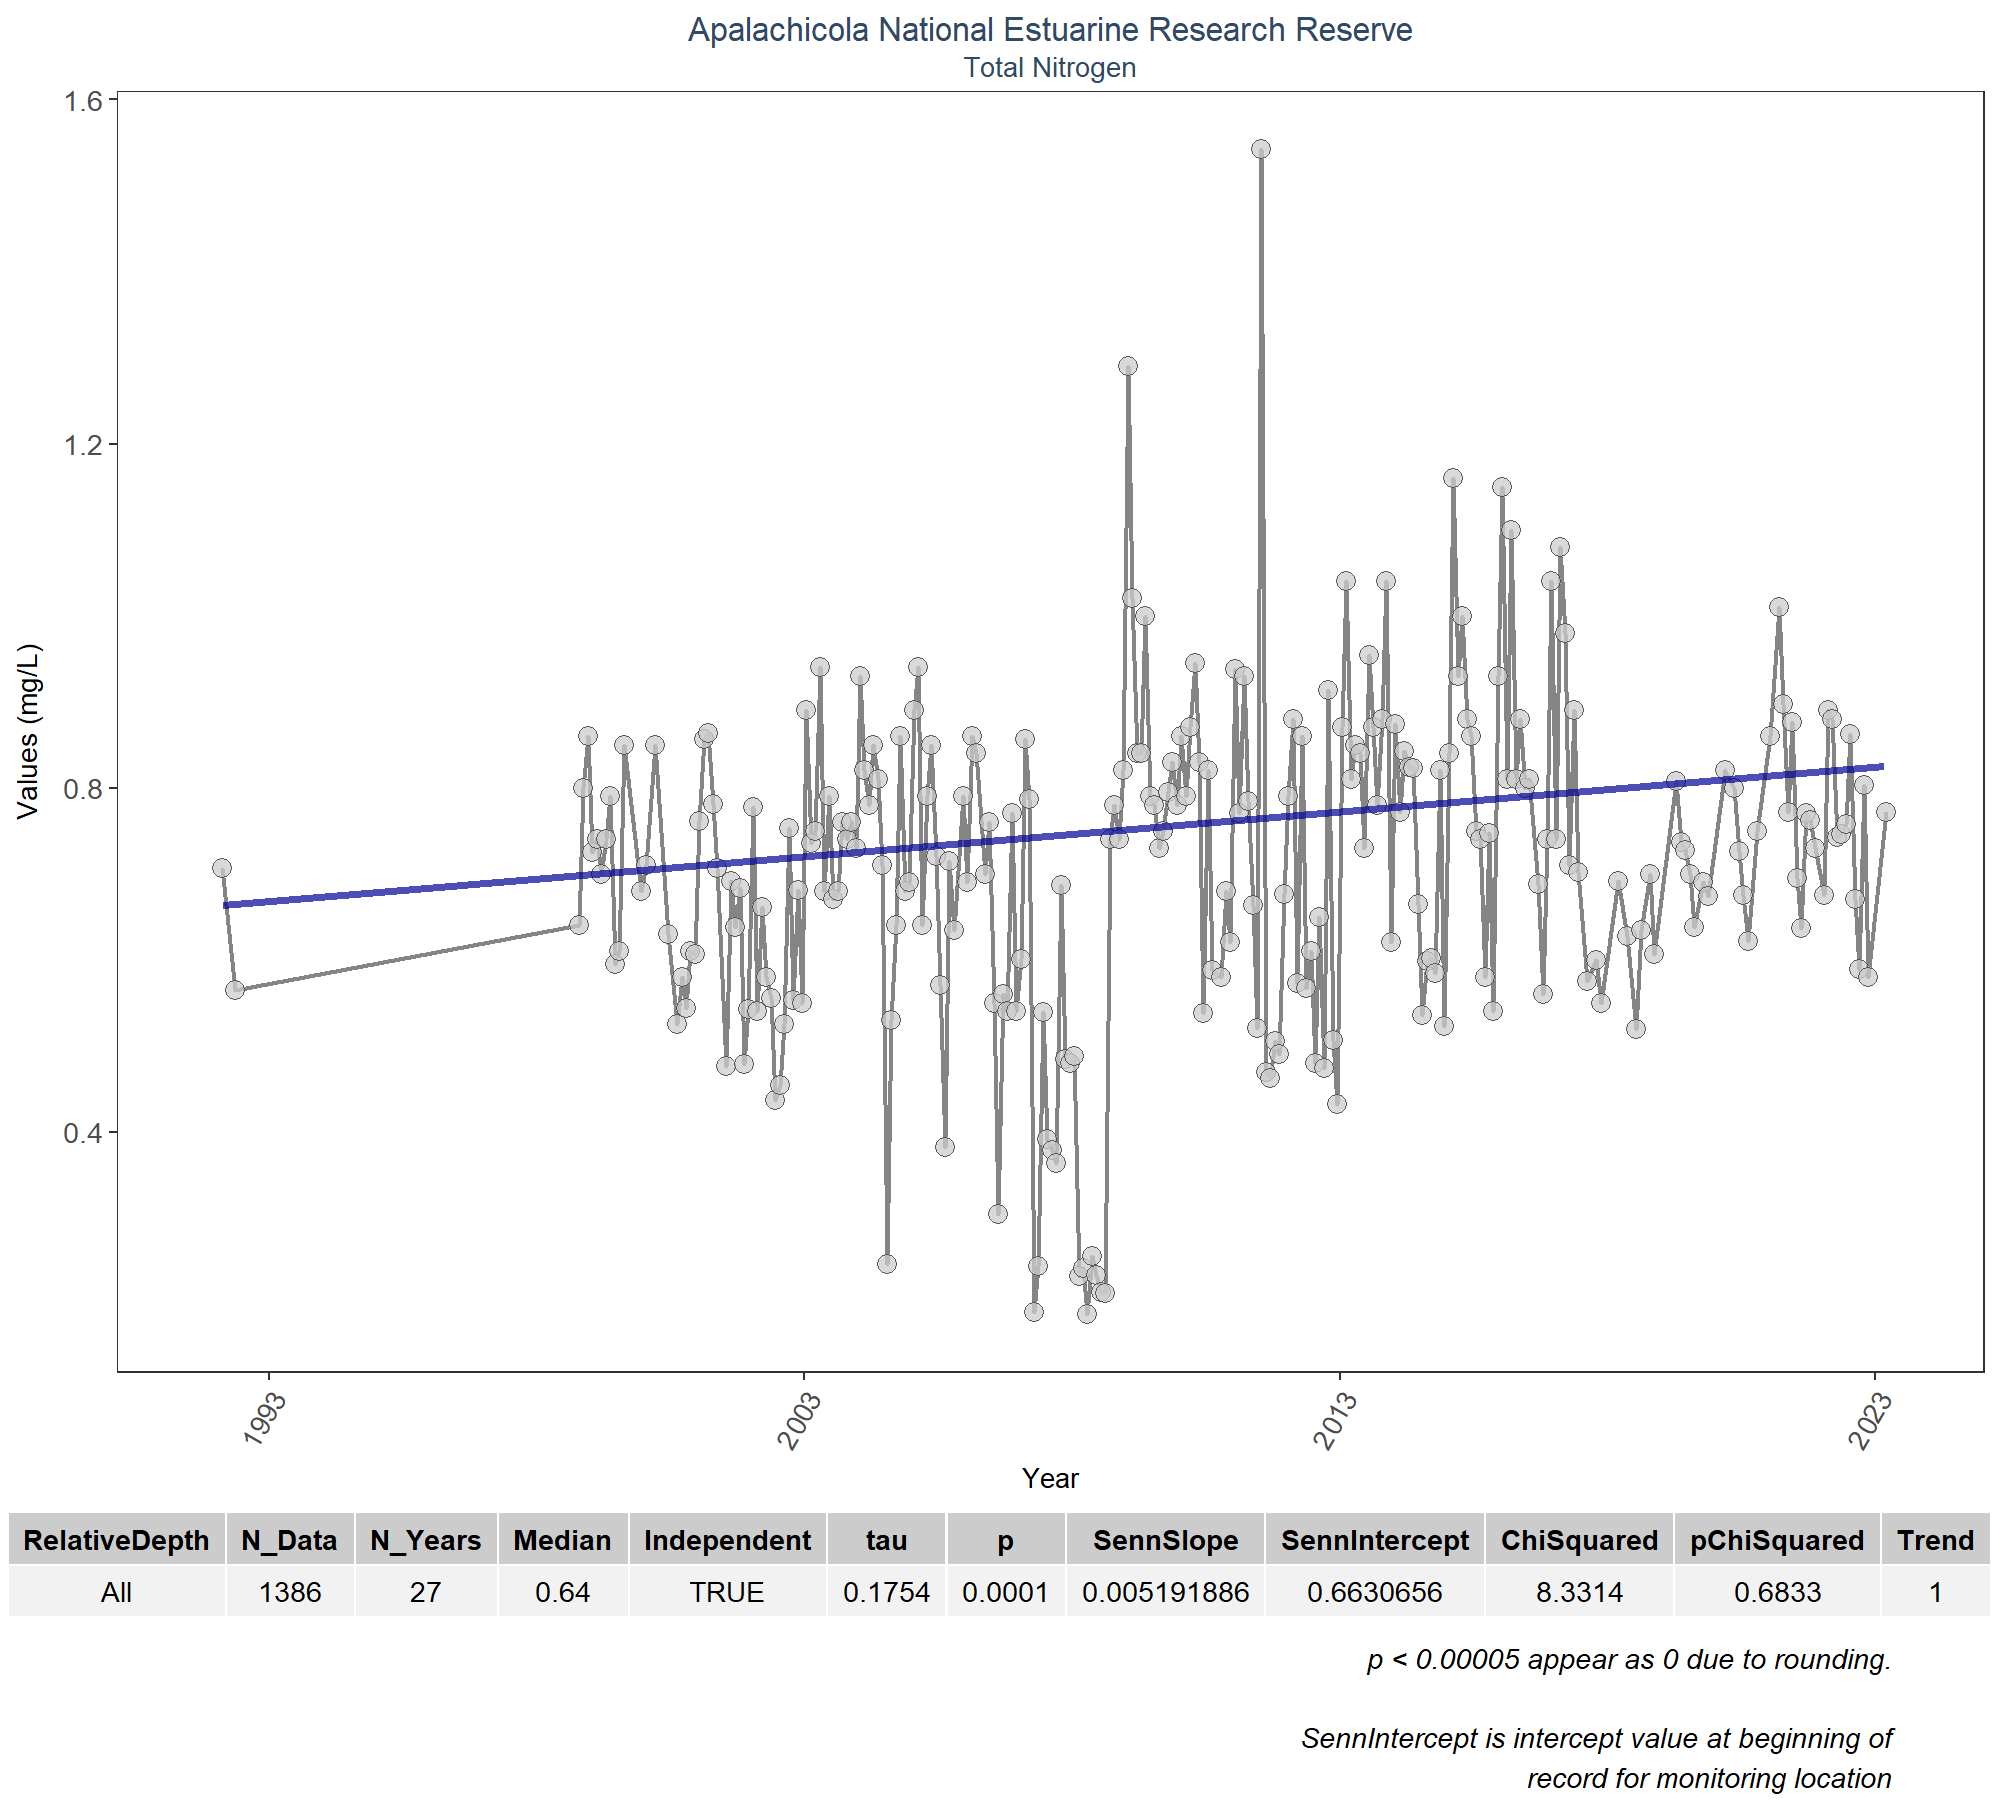 Apalachicola National Estuarine Research Reserve
Total Nitrogen
1.6
1.2
0.8
0.4
Values (mg/L)
1993
2003
2013
2023
Year
RelativeDepth N_Data N_Years Median Independent tau p SennSlope SennIntercept ChiSquared pChiSquared Trend
All 1386 27 0.64 TRUE 0.1754 0.0001 0.005191886 0.6630656 8.3314 0.6833 1
p < 0.00005 appear as 0 due to rounding.
SennIntercept is intercept value at beginning of
record for monitoring location